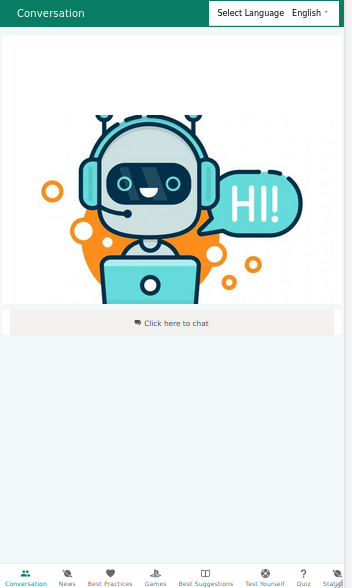 Conversation
Select Language English
HI!
Click here to chat
Conversation News Best Practices Games Best Suggestions Test Yourself Quiz